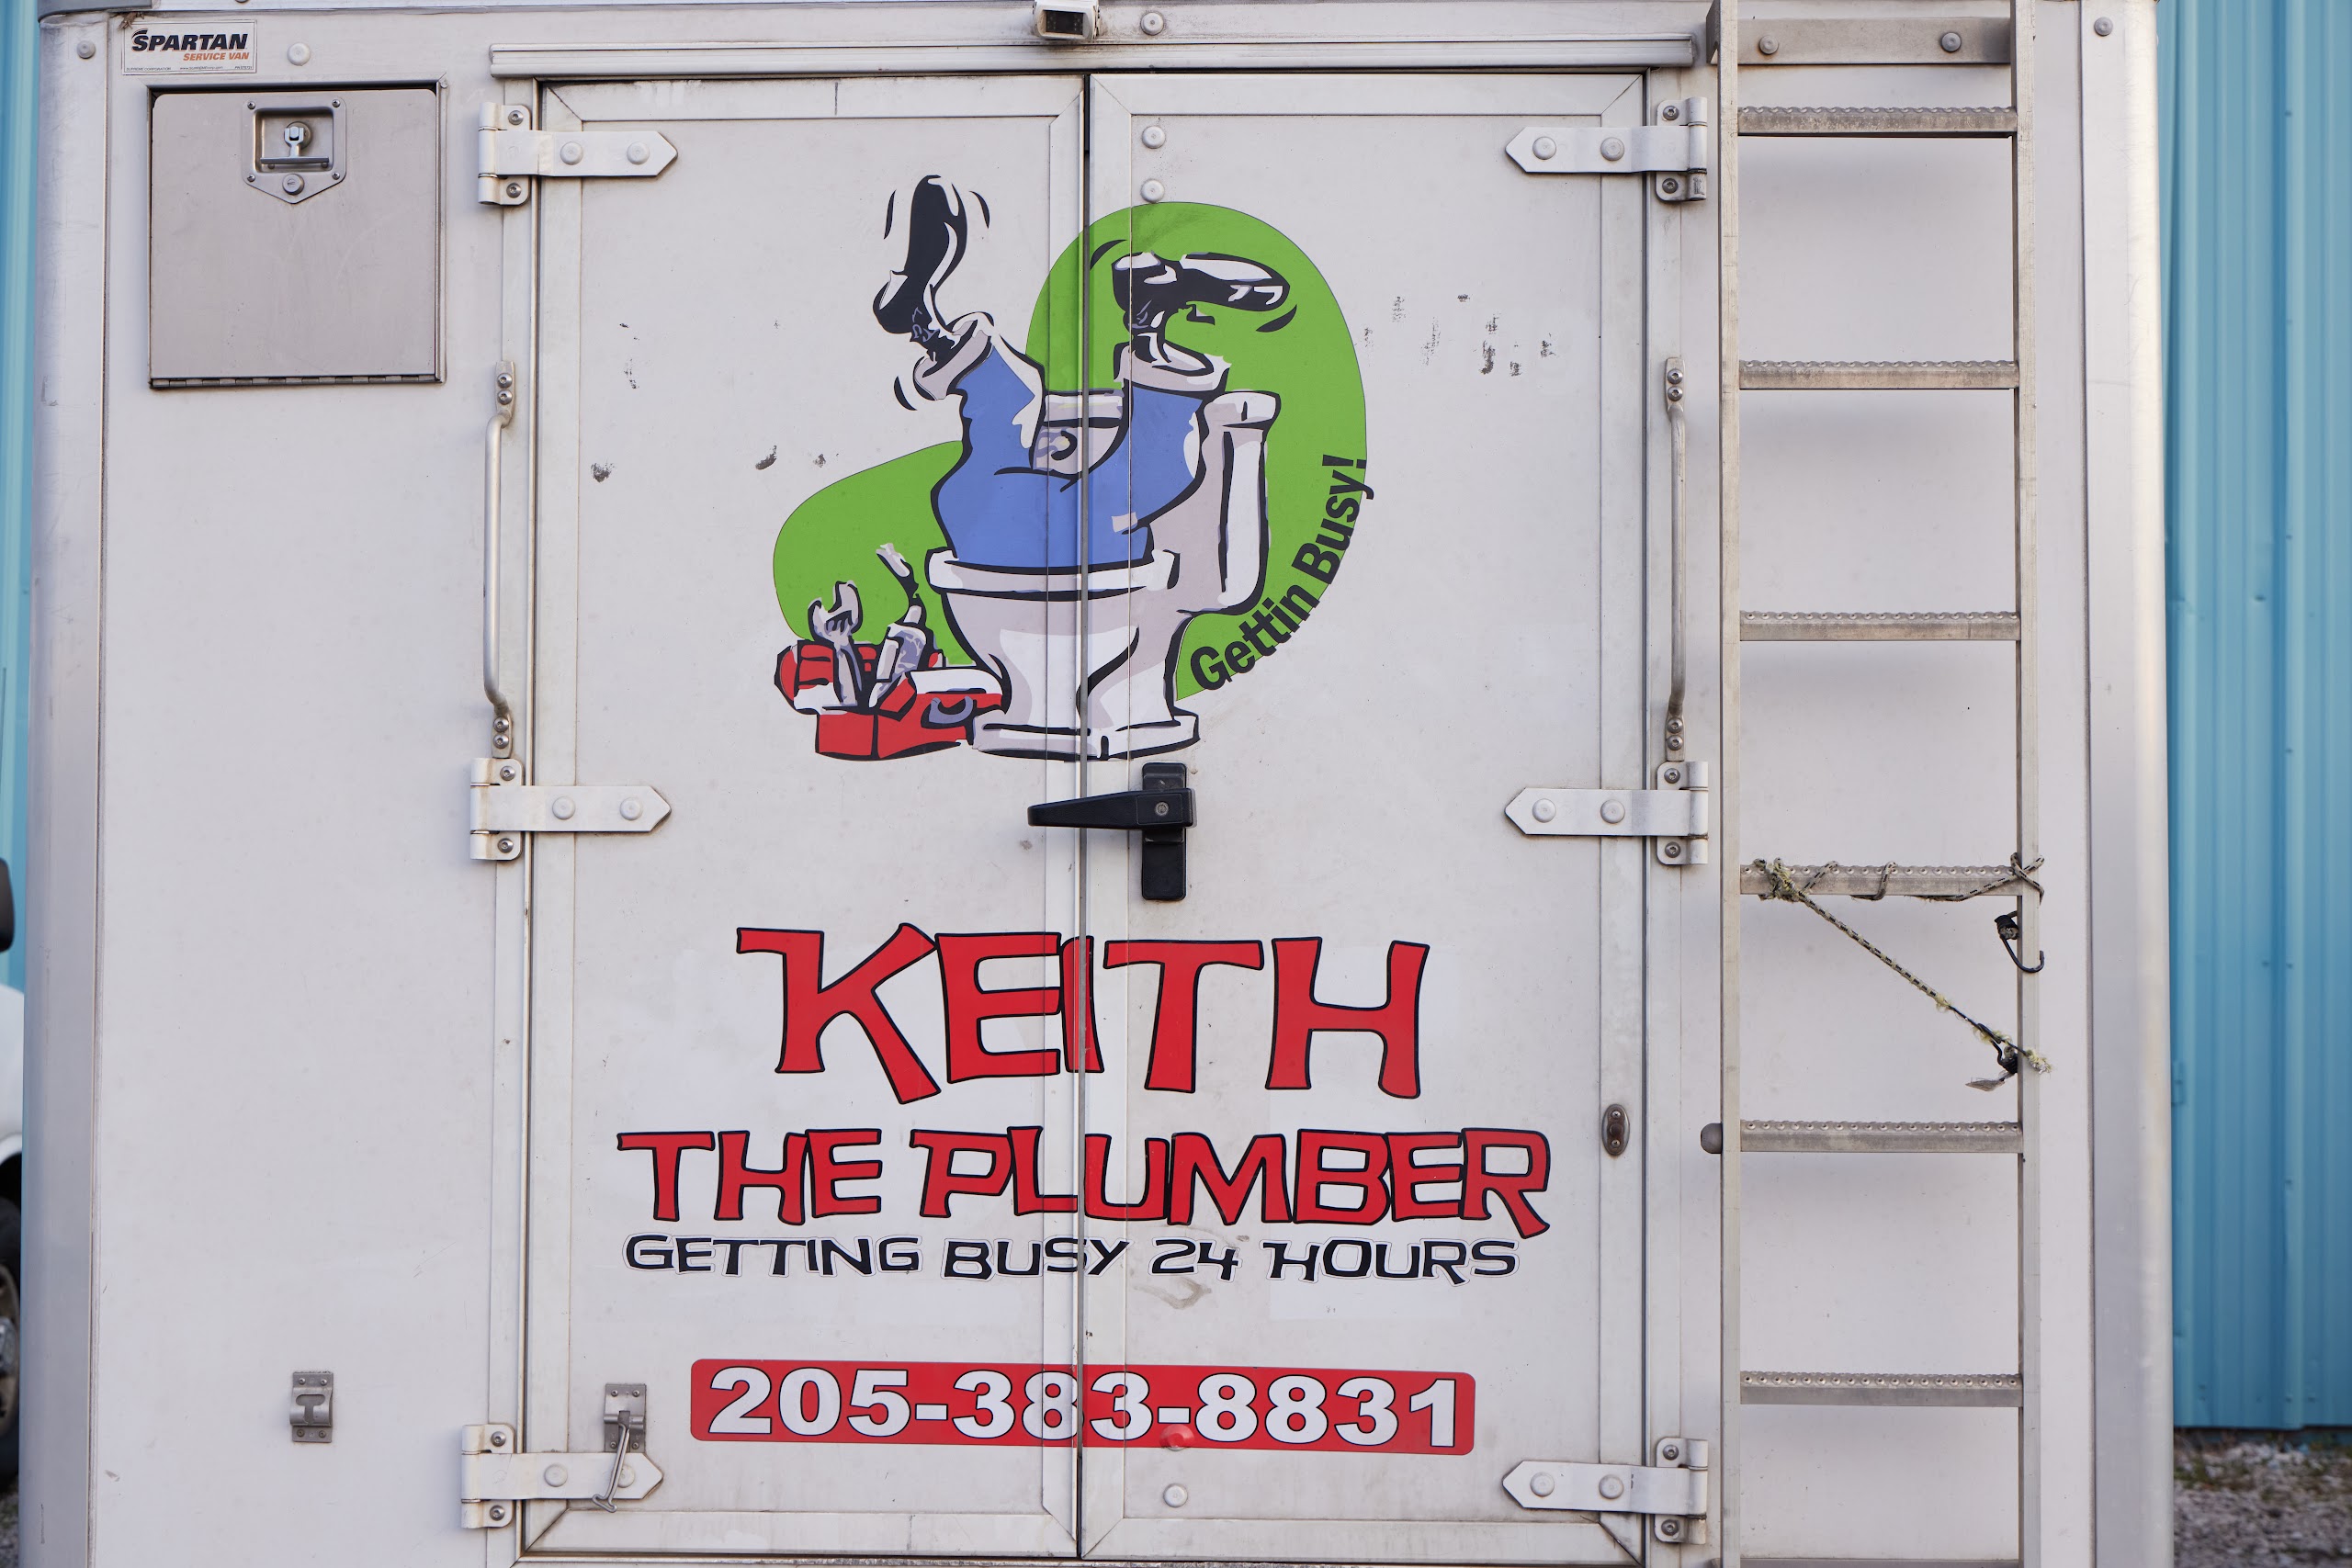 SPARTAN
SERVICE VAN
Gettin Busy!
KEITH
THE PLUMBER
GETTING BUSY 24 HOURS
205-383-8831